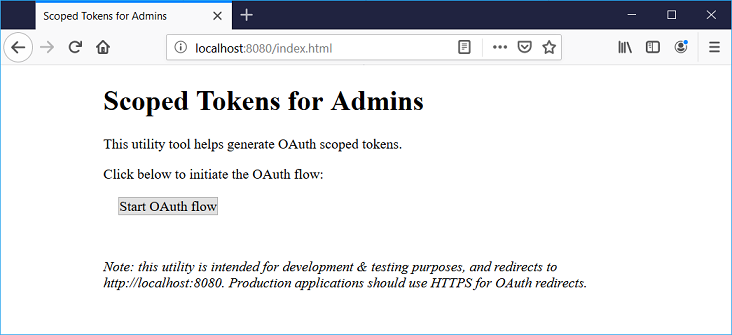 Scoped Tokens for Admins
localhost:8080/index.html
Scoped Tokens for Admins
This utility tool helps generate OAuth scoped tokens.
Click below to initiate the OAuth flow:
Start OAuth flow
Note: this utility is intended for development & testing purposes, and redirects to
http://localhost:8080. Production applications should use HTTPS for OAuth redirects.